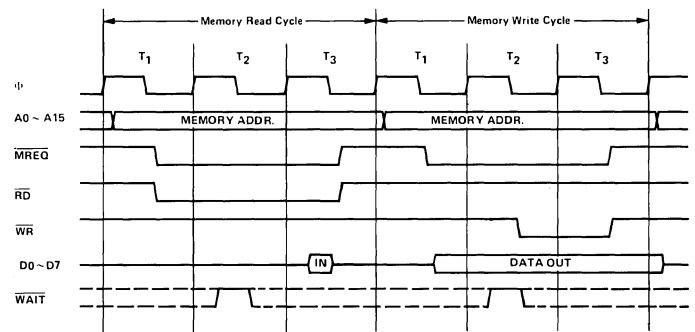 Memory Read Cycle Memory Write Cycle
T1 T2 T3 T1 T2 T3
Φ
A0 ~ A15 MEMORY ADDR. MEMORY ADDR.
MREQ
RD
WR
D0~D7 IN DATA OUT
WAIT